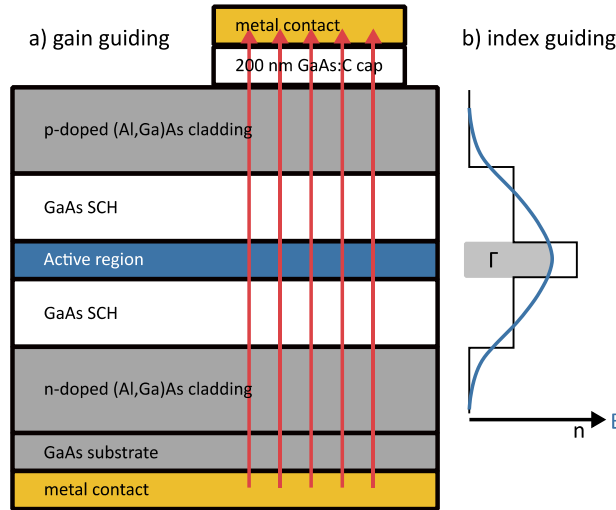 a) gain guiding
metal contact
b) index guiding
200 nm GaAs:C cap
p-doped (Al,Ga)As cladding
GaAs SCH
Active region
Γ
GaAs SCH
n-doped (Al,Ga)As cladding
n
E
GaAs substrate
metal contact